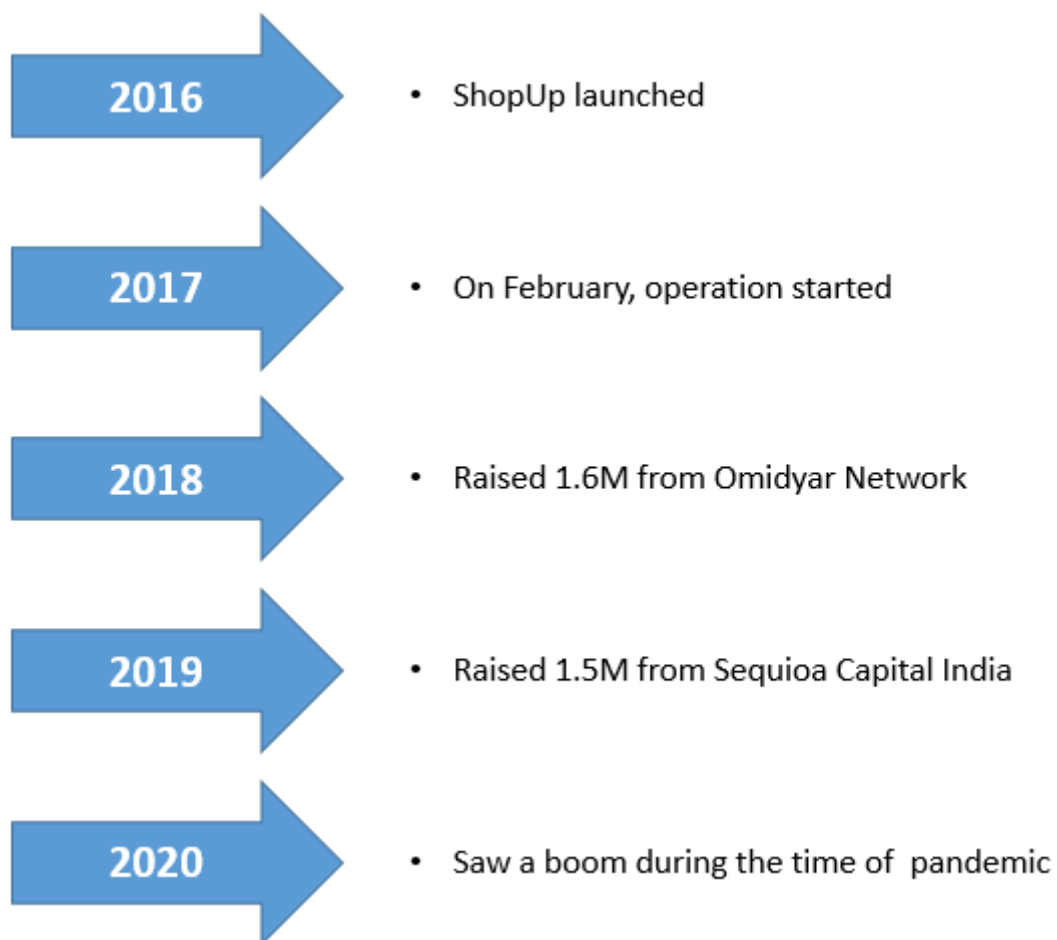 2016
• ShopUp launched
2017
• On February, operation started
2018
• Raised 1.6M from Omidyar Network
2019
• Raised 1.5M from Sequioa Capital India
2020
• Saw a boom during the time of  pandemic